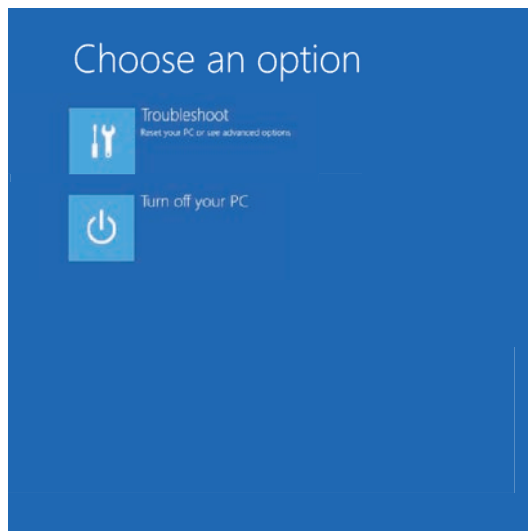 Choose an option
Troubleshoot
Reset your PC or see advanced options
Turn off your PC